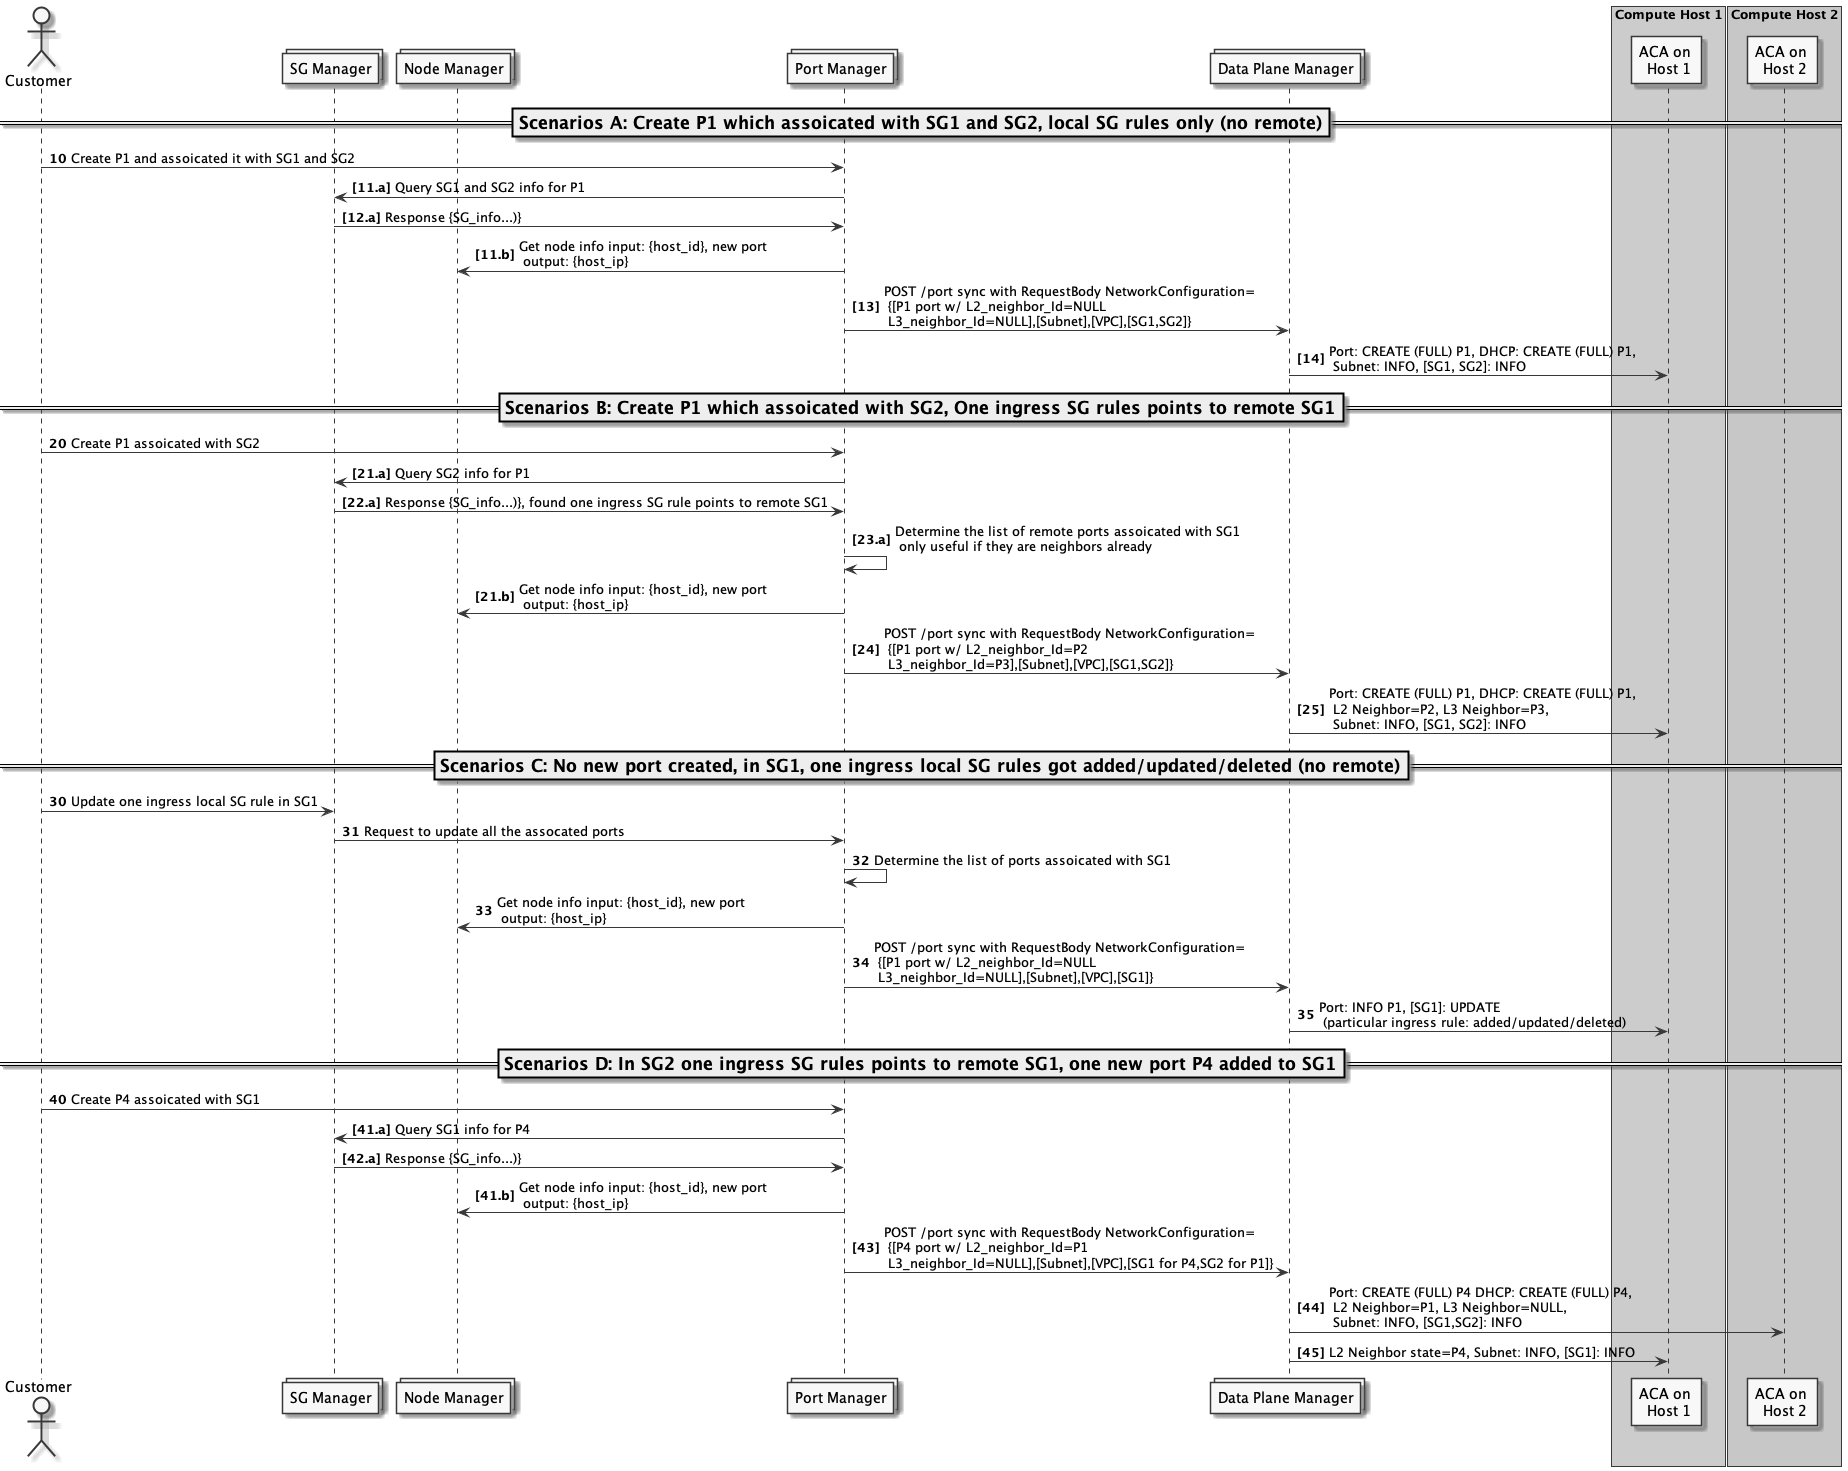 Compute Host 1
Compute Host 2
Customer
SG Manager
Node Manager
Port Manager
Data Plane Manager
ACA on
Host 1
ACA on
Host 2
Scenarios A: Create P1 which assoicated with SG1 and SG2, local SG rules only (no remote)
10 Create P1 and assoicated it with SG1 and SG2
[11.a] Query SG1 and SG2 info for P1
[12.a] Response {SG_info...)}
[11.b] Get node info input: {host_id}, new port
output: {host_ip}
POST /port sync with RequestBody NetworkConfiguration=
[13] {[P1 port w/ L2_neighbor_Id=NULL
L3_neighbor_Id=NULL],[Subnet],[VPC],[SG1,SG2]}
[14] Port: CREATE (FULL) P1, DHCP: CREATE (FULL) P1,
Subnet: INFO, [SG1, SG2]: INFO
Scenarios B: Create P1 which assoicated with SG2, One ingress SG rules points to remote SG1
20 Create P1 assoicated with SG2
[21.a] Query SG2 info for P1
[22.a] Response {SG_info...)}, found one ingress SG rule points to remote SG1
[23.a] Determine the list of remote ports assoicated with SG1
only useful if they are neighbors already
[21.b] Get node info input: {host_id}, new port
output: {host_ip}
POST /port sync with RequestBody NetworkConfiguration=
[24] {[P1 port w/ L2_neighbor_Id=P2
L3_neighbor_Id=P3],[Subnet],[VPC],[SG1,SG2]}
Port: CREATE (FULL) P1, DHCP: CREATE (FULL) P1,
[25] L2 Neighbor=P2, L3 Neighbor=P3,
Subnet: INFO, [SG1, SG2]: INFO
Scenarios C: No new port created, in SG1, one ingress local SG rules got added/updated/deleted (no remote)
30 Update one ingress local SG rule in SG1
31 Request to update all the assocated ports
32 Determine the list of ports assoicated with SG1
33 Get node info input: {host_id}, new port
output: {host_ip}
POST /port sync with RequestBody NetworkConfiguration=
34 {[P1 port w/ L2_neighbor_Id=NULL
L3_neighbor_Id=NULL],[Subnet],[VPC],[SG1]}
35 Port: INFO P1, [SG1]: UPDATE
(particular ingress rule: added/updated/deleted)
Scenarios D: In SG2 one ingress SG rules points to remote SG1, one new port P4 added to SG1
40 Create P4 assoicated with SG1
[41.a] Query SG1 info for P4
[42.a] Response {SG_info...)}
[41.b] Get node info input: {host_id}, new port
output: {host_ip}
POST /port sync with RequestBody NetworkConfiguration=
[43] {[P4 port w/ L2_neighbor_Id=P1
L3_neighbor_Id=NULL],[Subnet],[VPC],[SG1 for P4,SG2 for P1]}
Port: CREATE (FULL) P4 DHCP: CREATE (FULL) P4,
[44] L2 Neighbor=P1, L3 Neighbor=NULL,
Subnet: INFO, [SG1,SG2]: INFO
[45] L2 Neighbor state=P4, Subnet: INFO, [SG1]: INFO
Customer
SG Manager
Node Manager
Port Manager
Data Plane Manager
ACA on
Host 1
ACA on
Host 2